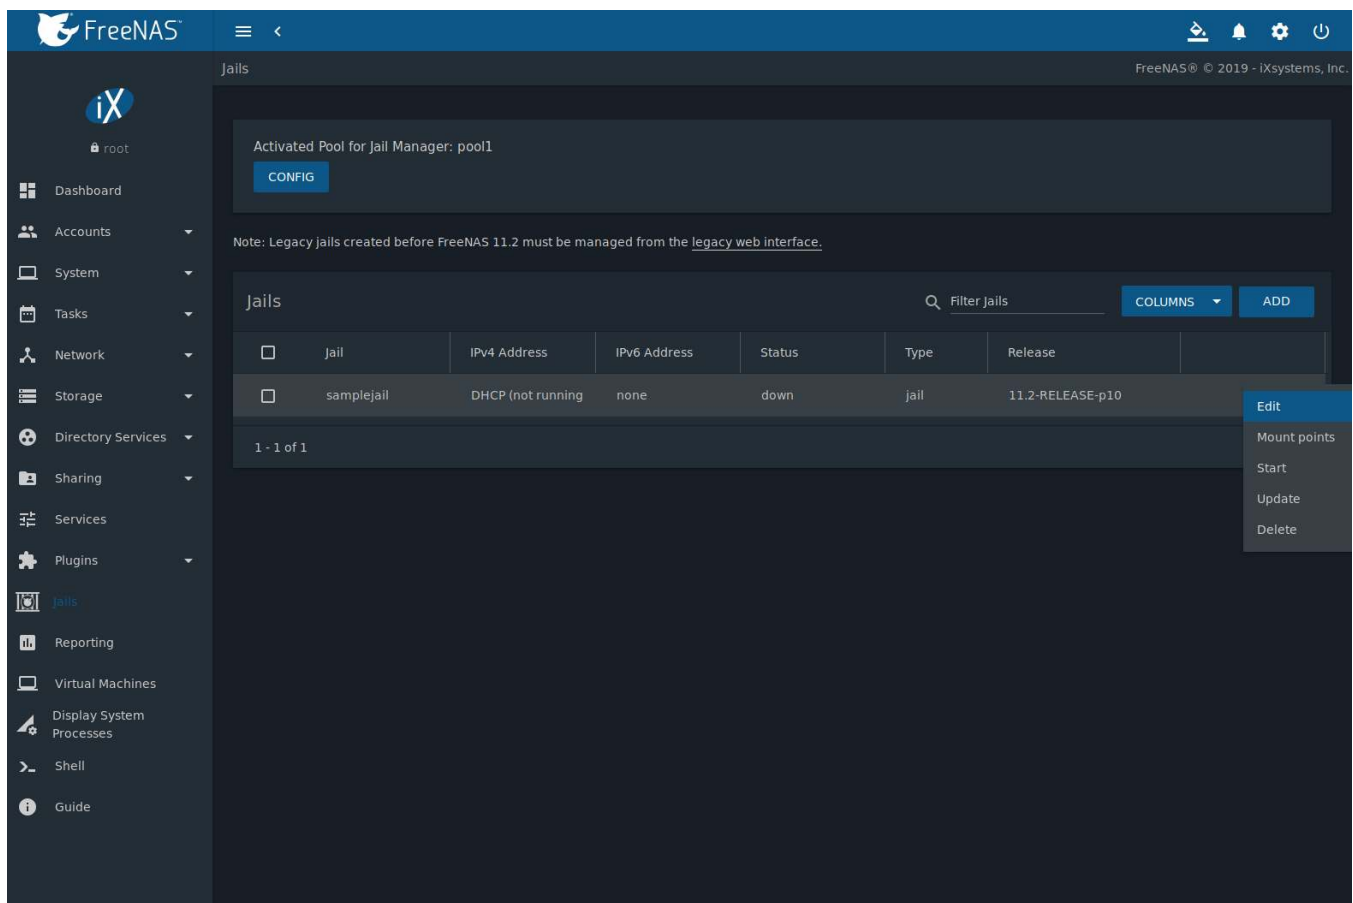 FreeNAS
Jails
FreeNAS® © 2019 - iXsystems, Inc.
iX
root
Dashboard
Accounts
System
Tasks
Network
Storage
Directory Services
Sharing
Services
Plugins
Jails
Reporting
Virtual Machines
Display System
Processes
Shell
Guide
Activated Pool for Jail Manager: pool1
CONFIG
Note: Legacy jails created before FreeNAS 11.2 must be managed from the legacy web interface.
Jails Filter Jails COLUMNS ADD
Jail IPv4 Address IPv6 Address Status Type Release
samplejail DHCP (not running none down jail 11.2-RELEASE-p10
1 - 1 of 1
Edit
Mount points
Start
Update
Delete